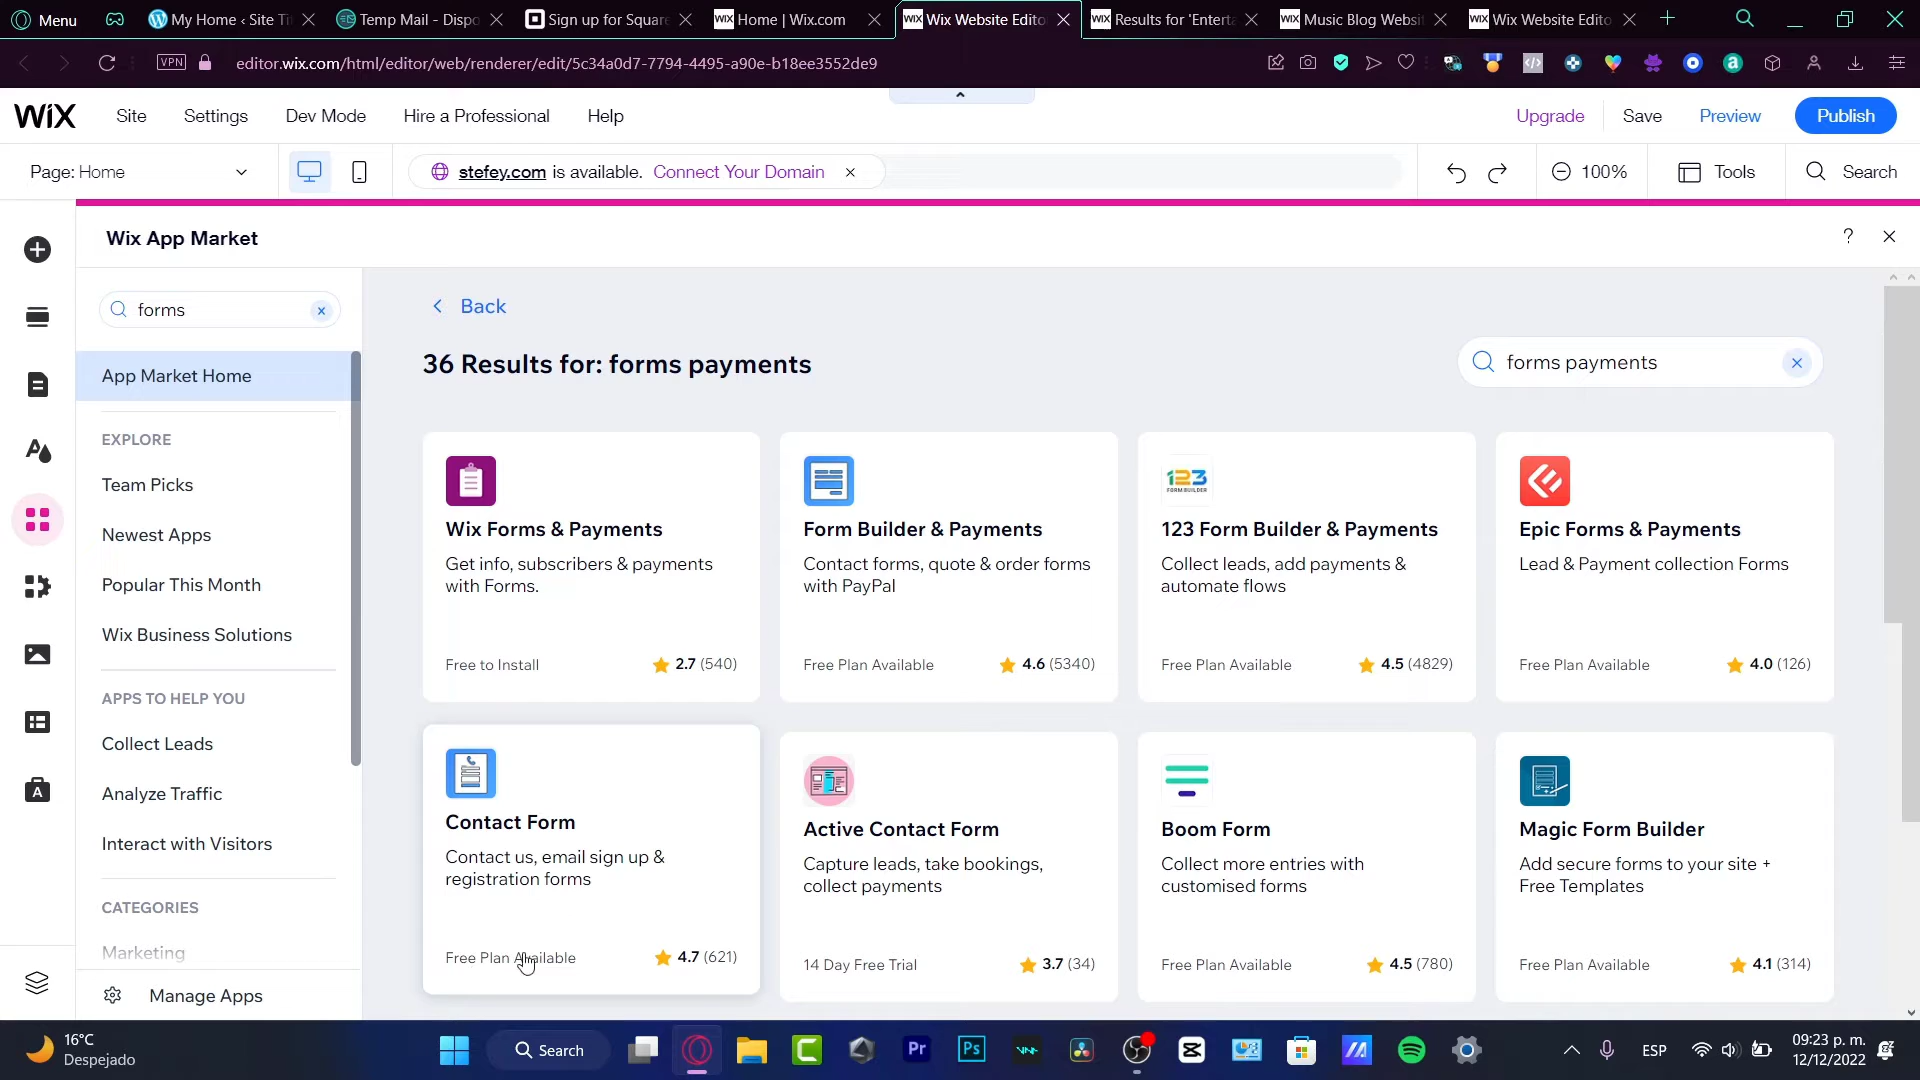 Menu
My Home ‹ Site Ti
Temp Mail - Dispo
Sign up for Square
WIX Home | Wix.com
WIX Wix Website Edito
WIX Results for 'Enterta
WIX Music Blog Websit
WIX Wix Website Edito
VPN
editor.wix.com/html/editor/web/renderer/edit/5c34a0d7-7794-4495-a90e-b18ee3552de9
WIX
Site
Settings
Dev Mode
Hire a Professional
Help
Upgrade
Save
Preview
Publish
Page: Home
stefey.com is available. Connect Your Domain
100%
Tools
Search
Wix App Market
?
forms
App Market Home
EXPLORE
Team Picks
Newest Apps
Popular This Month
Wix Business Solutions
APPS TO HELP YOU
Collect Leads
Analyze Traffic
Interact with Visitors
CATEGORIES
Marketing
Manage Apps
Back
36 Results for: forms payments
forms payments
Wix Forms & Payments
Get info, subscribers & payments
with Forms.
Free to Install
2.7 (540)
Form Builder & Payments
Contact forms, quote & order forms
with PayPal
Free Plan Available
4.6 (5340)
123
FORM BUILDER
123 Form Builder & Payments
Collect leads, add payments &
automate flows
Free Plan Available
4.5 (4829)
Epic Forms & Payments
Lead & Payment collection Forms
Free Plan Available
4.0 (126)
Contact Form
Contact us, email sign up &
registration forms
Free Plan Available
4.7 (621)
Active Contact Form
Capture leads, take bookings,
collect payments
14 Day Free Trial
3.7 (34)
Boom Form
Collect more entries with
customised forms
Free Plan Available
4.5 (780)
Magic Form Builder
Add secure forms to your site +
Free Templates
Free Plan Available
4.1 (314)
16°C
Despejado
Search
Pr
Ps
ESP
09:23 p. m.
12/12/2022